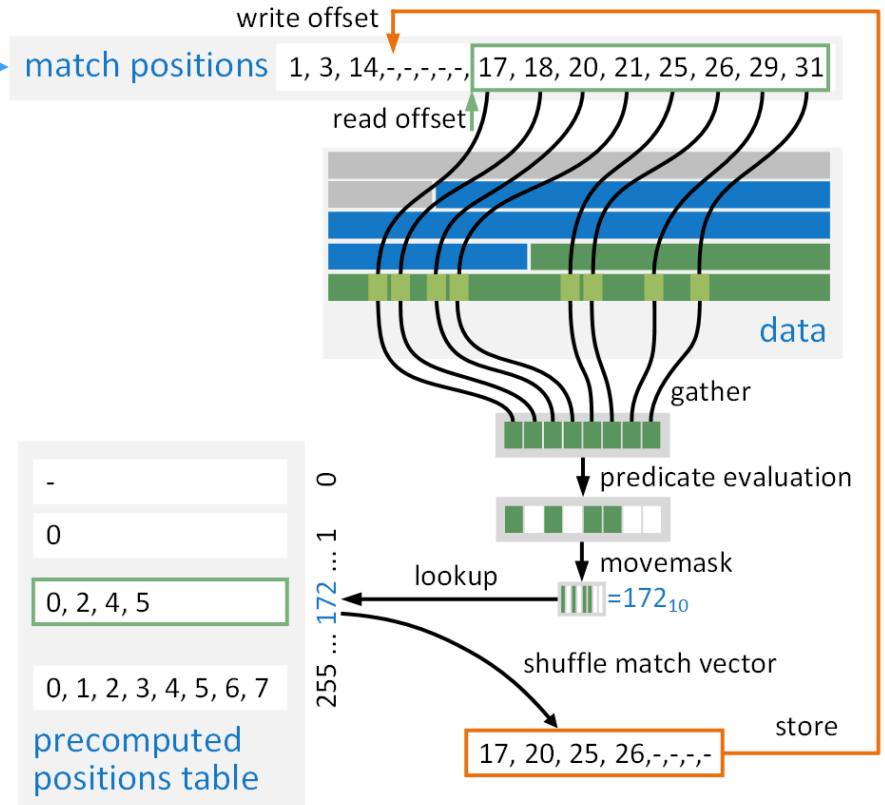 write offset
match positions 1, 3, 14,-,-,-,-,-, 17, 18, 20, 21, 25, 26, 29, 31
read offset
data
gather
predicate evaluation
movemask
=172₁₀
lookup
- 0
0 ... 1
0, 2, 4, 5 ... 172
0, 1, 2, 3, 4, 5, 6, 7 255
precomputed
positions table
shuffle match vector
17, 20, 25, 26,-,-,-,-
store